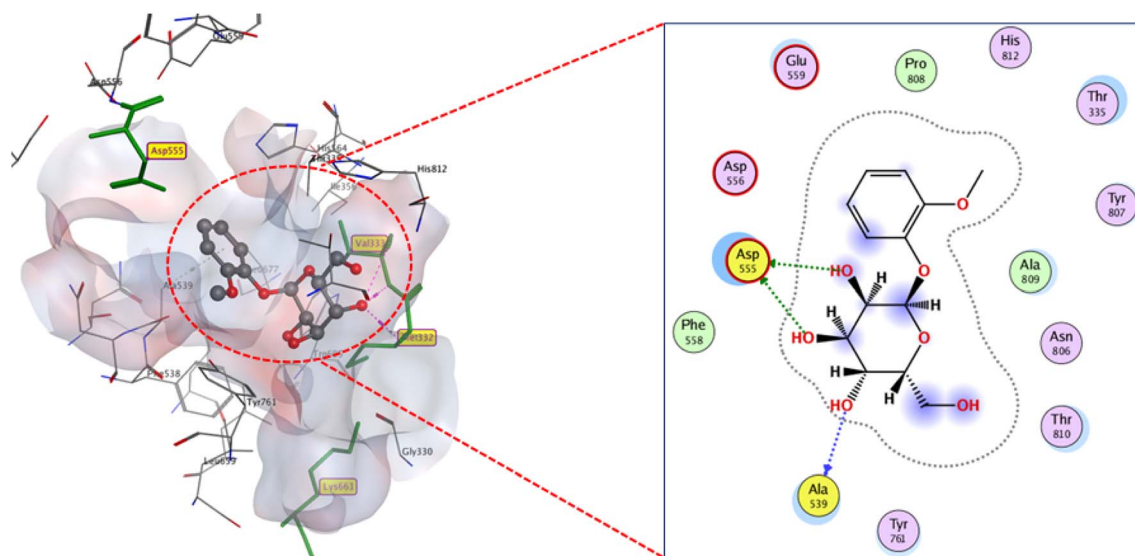 Asp556
Asp555
His564
His812
Ile356
Val333
Ala539
Met332
Phe538
Tyr761
Gly330
Leu659
Lys661
Glu
559
Pro
808
His
812
Thr
335
Asp
556
Tyr
807
Asp
555
Ala
809
Phe
558
Asn
806
Thr
810
Ala
539
Tyr
761
O
HO
O
H
H
HO
O
H
H
HO
H
OH